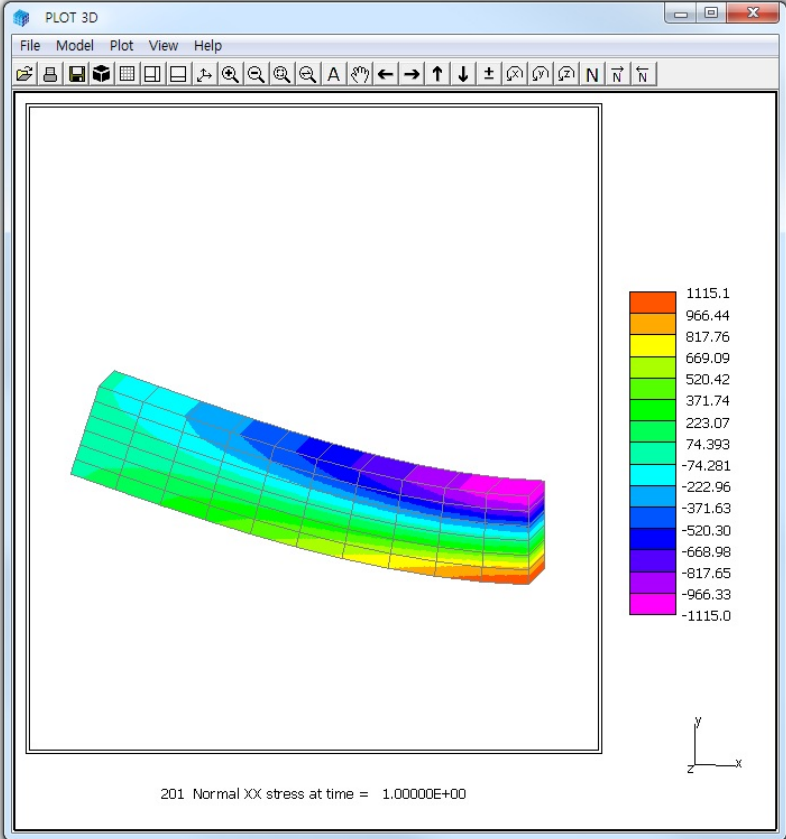 PLOT 3D
File Model Plot View Help
A N N N
1115.1
966.44
817.76
669.09
520.42
371.74
223.07
74.393
-74.281
-222.96
-371.63
-520.30
-668.98
-817.65
-966.33
-1115.0
y
z x
201 Normal XX stress at time = 1.00000E+00